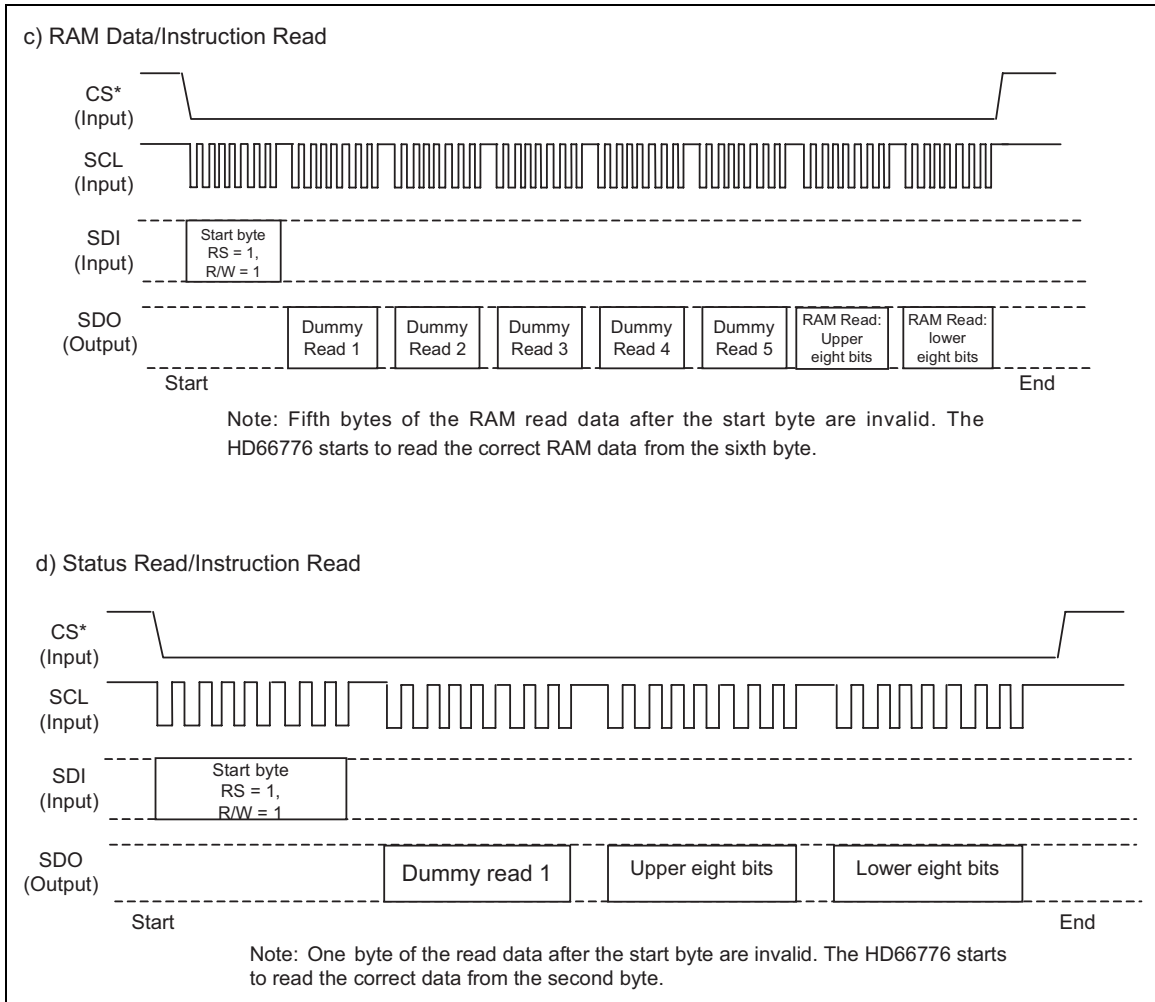 c) RAM Data/Instruction Read
CS*
(Input)
SCL
(Input)
SDI
(Input)
Start byte
RS = 1,
R/W = 1
SDO
(Output)
Dummy
Read 1
Dummy
Read 2
Dummy
Read 3
Dummy
Read 4
Dummy
Read 5
RAM Read:
Upper
eight bits
RAM Read:
lower
eight bits
Start
End
Note: Fifth bytes of the RAM read data after the start byte are invalid. The
HD66776 starts to read the correct RAM data from the sixth byte.
d) Status Read/Instruction Read
CS*
(Input)
SCL
(Input)
SDI
(Input)
Start byte
RS = 1,
R/W = 1
SDO
(Output)
Dummy read 1
Upper eight bits
Lower eight bits
Start
End
Note: One byte of the read data after the start byte are invalid. The HD66776 starts
to read the correct data from the second byte.